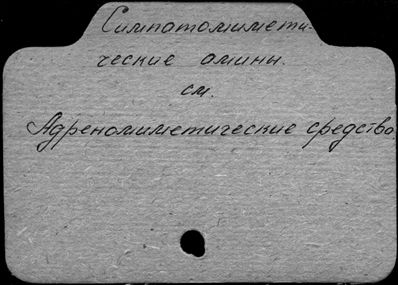 Симпатомимети-
ческие амины.
см.
Адреномиметические средства.